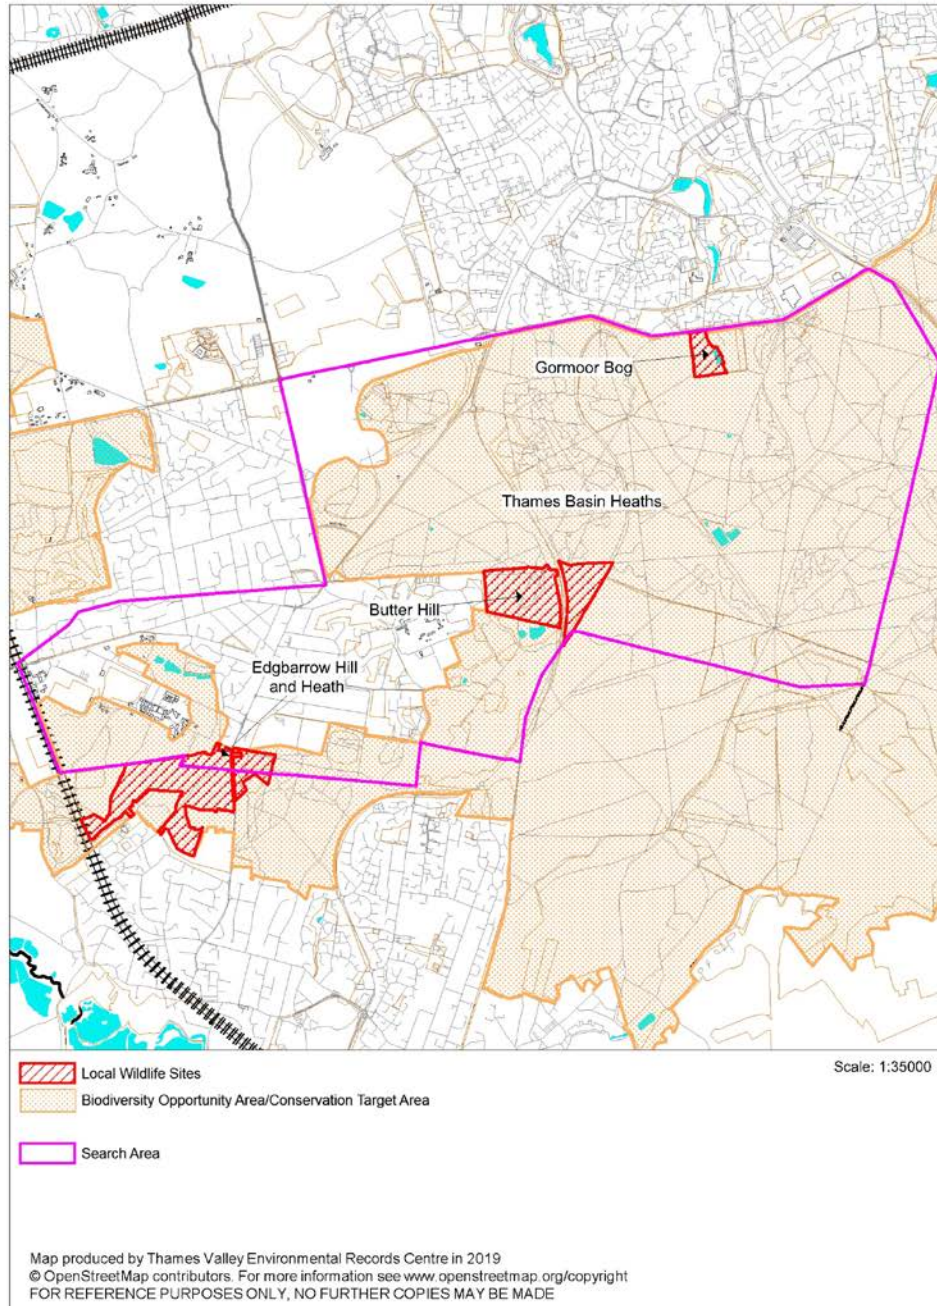 Gormoor Bog
Thames Basin Heaths
Butter Hill
Edgbarrow Hill
and Heath
Local Wildlife Sites
Scale: 1:35000
Biodiversity Opportunity Area/Conservation Target Area
Search Area
Map produced by Thames Valley Environmental Records Centre in 2019
© OpenStreetMap contributors. For more information see www.openstreetmap.org/copyright
FOR REFERENCE PURPOSES ONLY, NO FURTHER COPIES MAY BE MADE